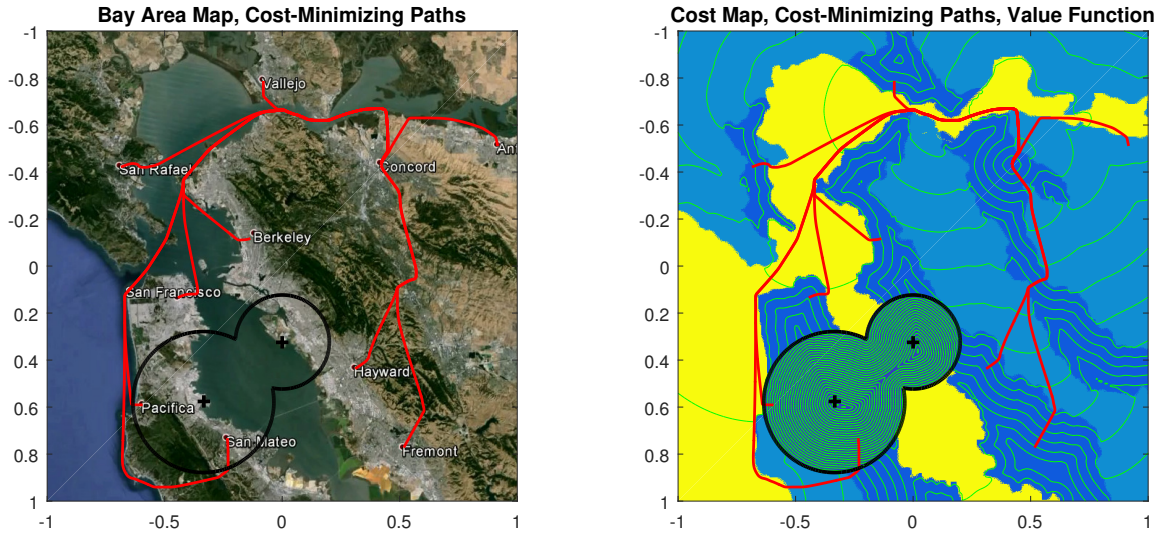 Bay Area Map, Cost-Minimizing Paths
-1
-0.8
-0.6
-0.4
-0.2
0
0.2
0.4
0.6
0.8
1
-1
-0.5
0
0.5
1
Vallejo
San Rafael
Concord
Ant
Berkeley
San Francisco
Hayward
Pacifica
San Mateo
Fremont
Cost Map, Cost-Minimizing Paths, Value Function
-1
-0.8
-0.6
-0.4
-0.2
0
0.2
0.4
0.6
0.8
1
-1
-0.5
0
0.5
1